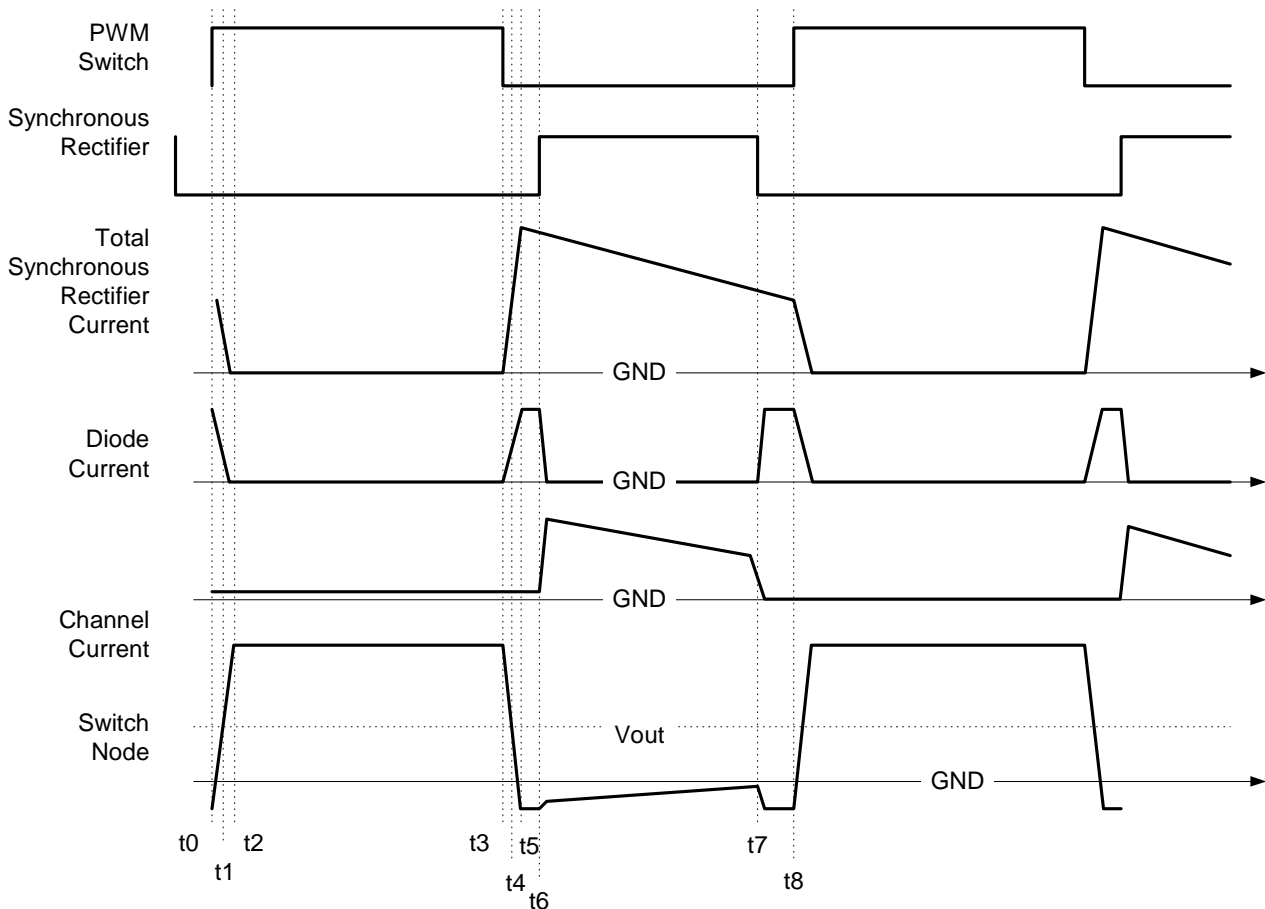 PWM
Switch
Synchronous
Rectifier
Total
Synchronous
Rectifier
Current
GND
Diode
Current
GND
GND
Channel
Current
Switch
Node
Vout
GND
t0
t1
t2
t3
t4
t5
t6
t7
t8